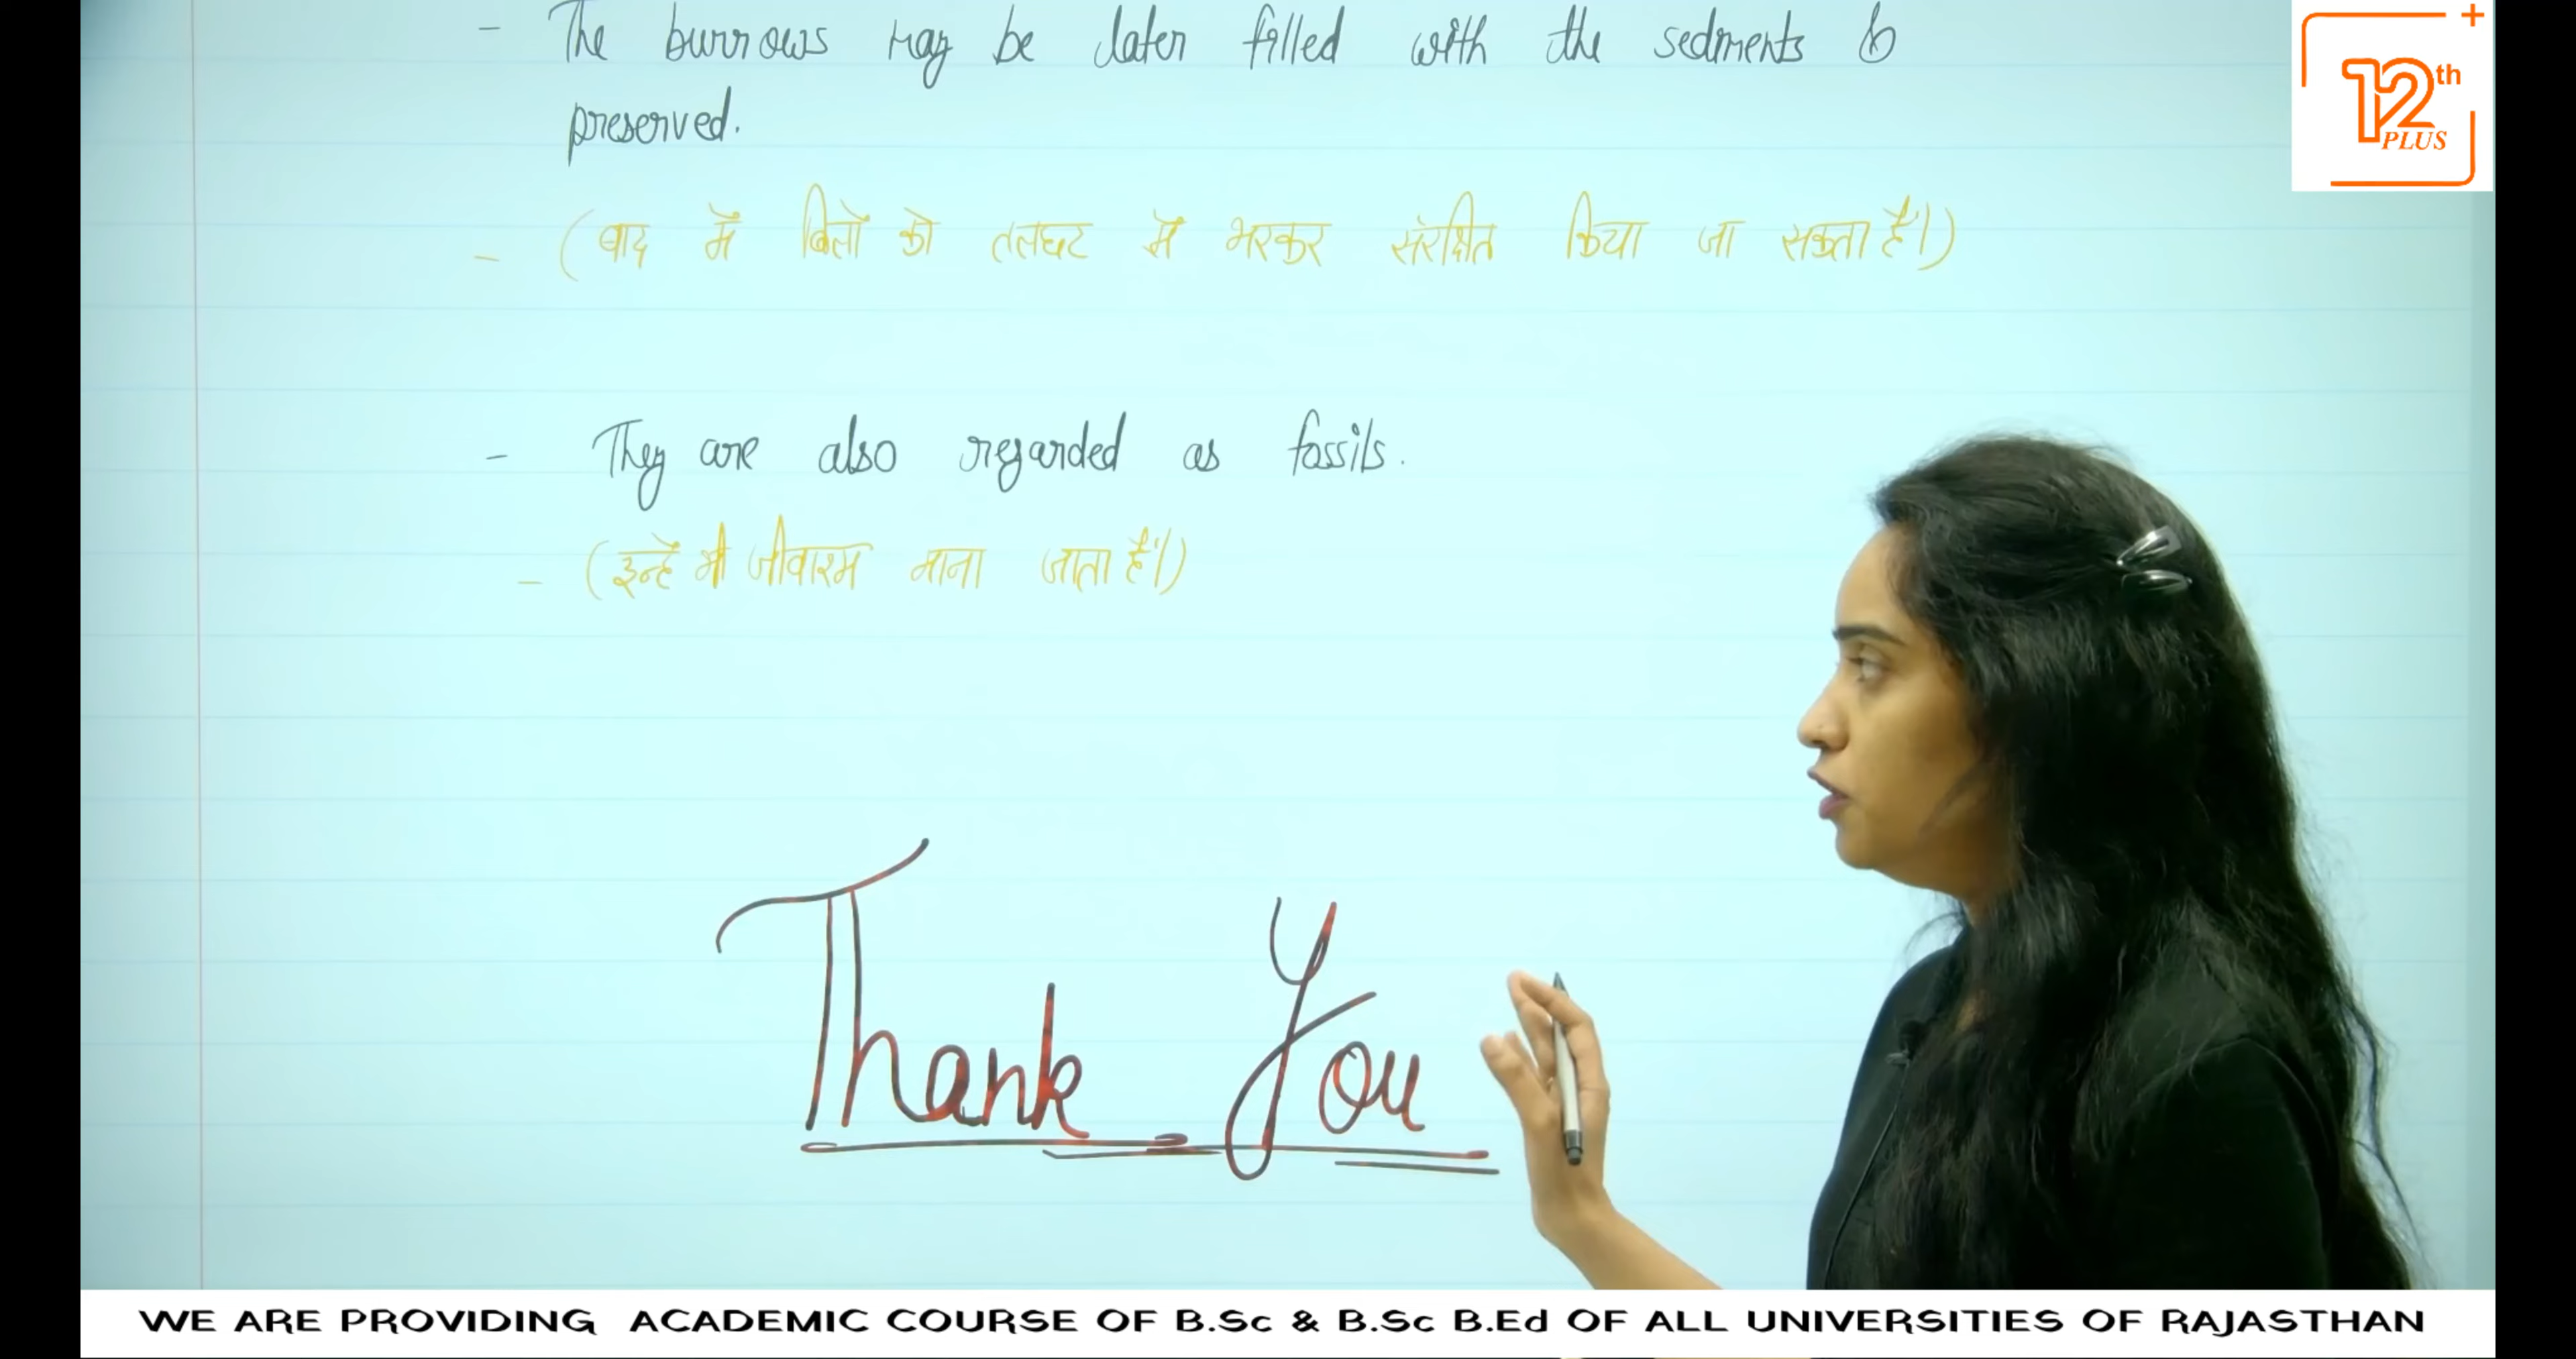 - The burrows may be later filled with the sediments &
preserved.
- (बाद में बिलों को तलछट में भरकर संरक्षित किया जा सकता है।)
- They are also regarded as fossils.
- (इन्हें भी जीवाश्म माना जाता है।)
Thank You
12th
PLUS
WE ARE PROVIDING ACADEMIC COURSE OF B.Sc & B.Sc B.Ed OF ALL UNIVERSITIES OF RAJASTHAN